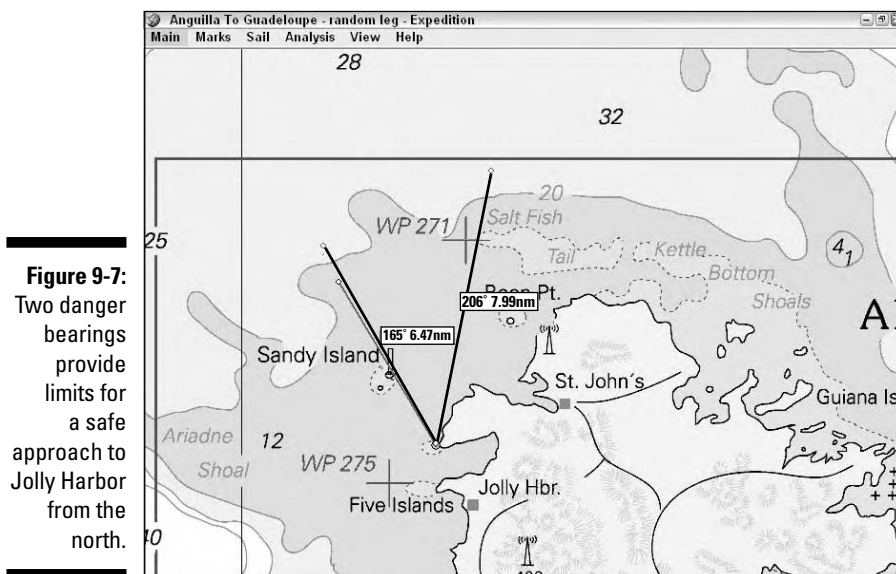 Anguilla To Guadeloupe - random leg - Expedition
Main Marks Sail Analysis View Help
28
32
20
WP 271
Salt Fish
Tail
Kettle
Bottom
Shoals
25
4
1
206° 7.99nm
Pt.
165° 6.47nm
Sandy Island
A
St. John's
Guiana Is
Ariadne
Shoal
12
WP 275
Five Islands
Jolly Hbr.
Figure 9-7:
Two danger
bearings
provide
limits for
a safe
approach to
Jolly Harbor
from the
north.